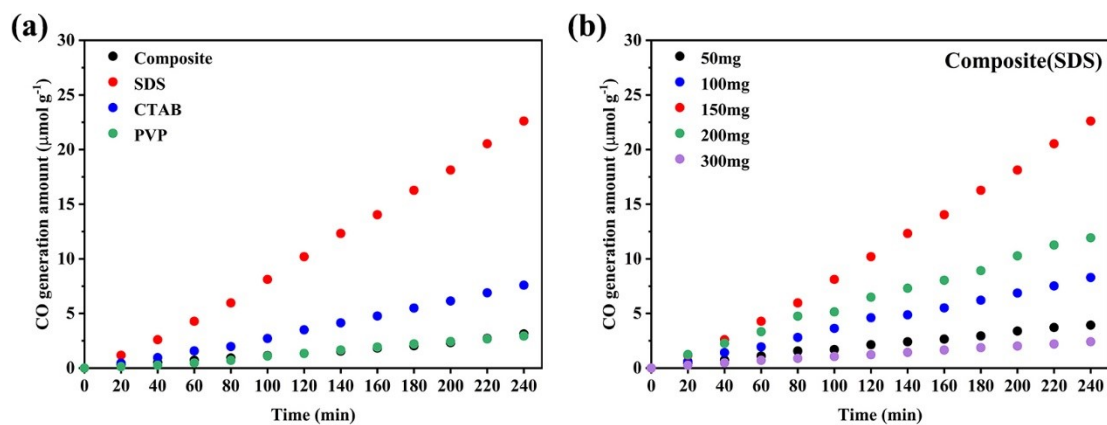 (a)
30
25
20
15
10
5
0
CO generation amount (μmol g⁻¹)
Composite
SDS
CTAB
PVP
0 20 40 60 80 100 120 140 160 180 200 220 240
Time (min)
(b)
30
25
20
15
10
5
0
CO generation amount (μmol g⁻¹)
Composite(SDS)
50mg
100mg
150mg
200mg
300mg
0 20 40 60 80 100 120 140 160 180 200 220 240
Time (min)